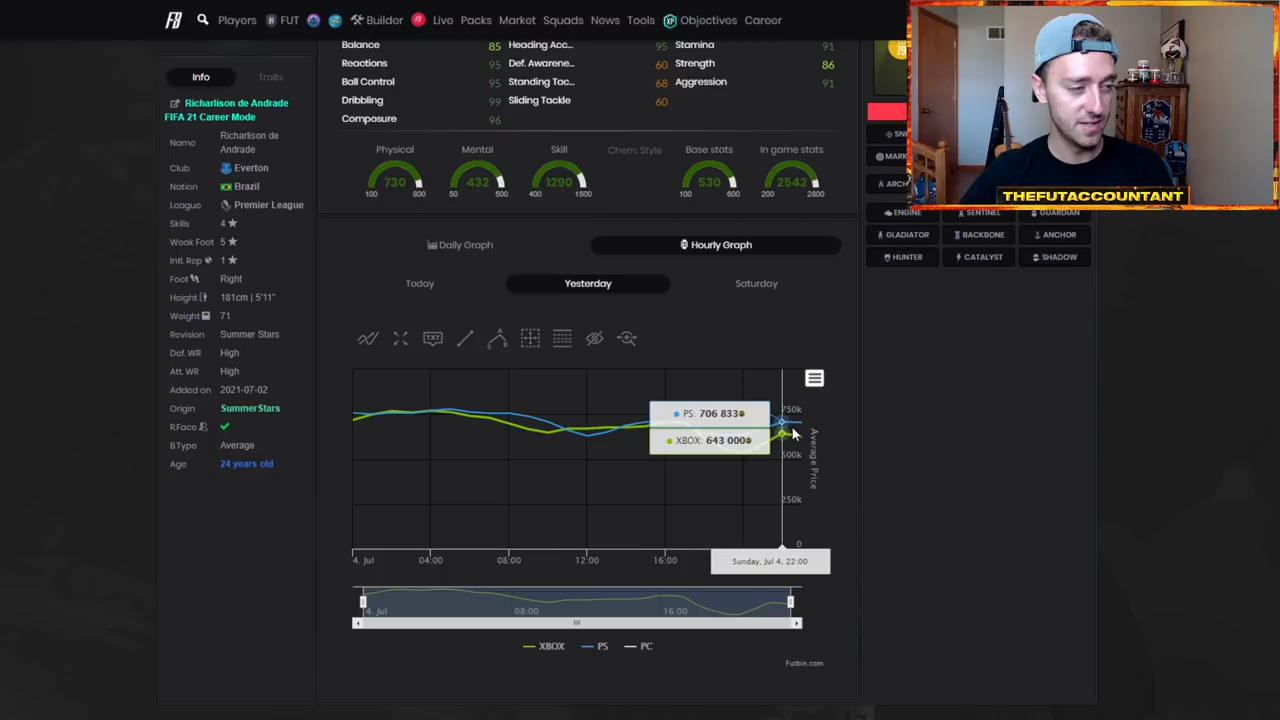 FB Players FUT Builder Live Packs Market Squads News Tools XP Objectives Career
Info Traits
Richarlison de Andrade
FIFA 21 Career Mode
Name Richarlison de
Andrade
Club Everton
Nation Brazil
League Premier League
Skills 4
Weak Foot 5
Intl. Rep 1
Foot Right
Height 181cm | 5'11"
Weight 71
Revision Summer Stars
Def. WR High
Att. WR High
Added on 2021-07-02
Origin SummerStars
R.Face
B.Type Average
Age 24 years old
Balance 85 Heading Acc... 95 Stamina 91
Reactions 95 Def. Awarene... 60 Strength 86
Ball Control 95 Standing Tac... 68 Aggression 91
Dribbling 99 Sliding Tackle 60
Composure 96
Physical Mental Skill Chem. Style Base stats In game stats
730 432 1290 530 2542
100 800 50 500 400 1500 100 600 200 2800
Daily Graph Hourly Graph
Today Yesterday Saturday
TXT
PS: 706 833
XBOX: 643 000
750k
500k
250k
0
Average Price
4. Jul 04:00 08:00 12:00 16:00 Sunday, Jul 4, 22:00
4. Jul 08:00 16:00
XBOX PS PC
Futbin.com
THEFUTACCOUNTANT
ENGINE SENTINEL GUARDIAN
GLADIATOR BACKBONE ANCHOR
HUNTER CATALYST SHADOW